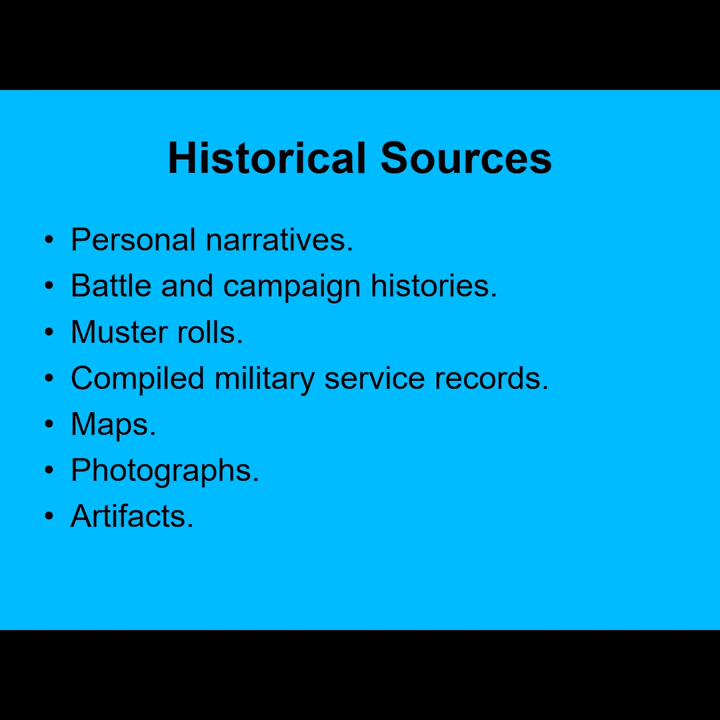 Historical Sources
• Personal narratives.
• Battle and campaign histories.
• Muster rolls.
• Compiled military service records.
• Maps.
• Photographs.
• Artifacts.